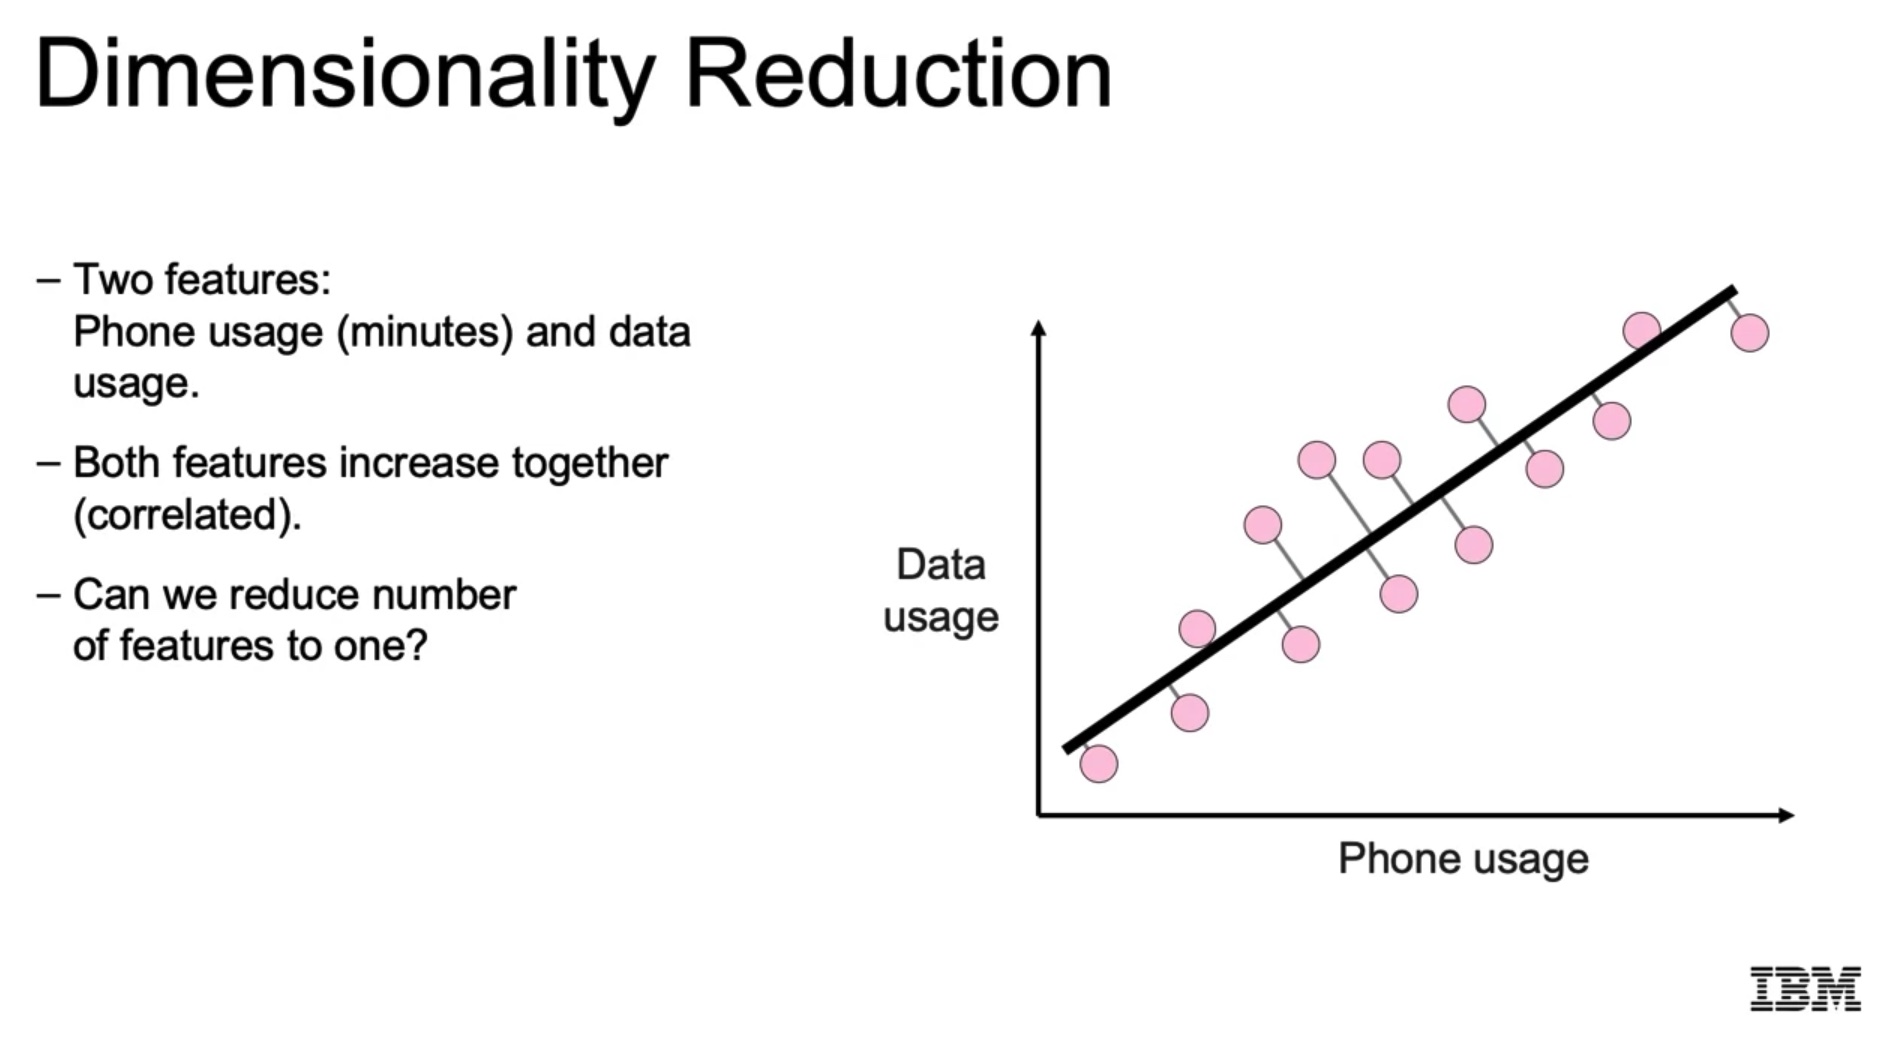 Dimensionality Reduction
– Two features:
Phone usage (minutes) and data
usage.
– Both features increase together
(correlated).
– Can we reduce number
of features to one?
Data
usage
Phone usage
IBM